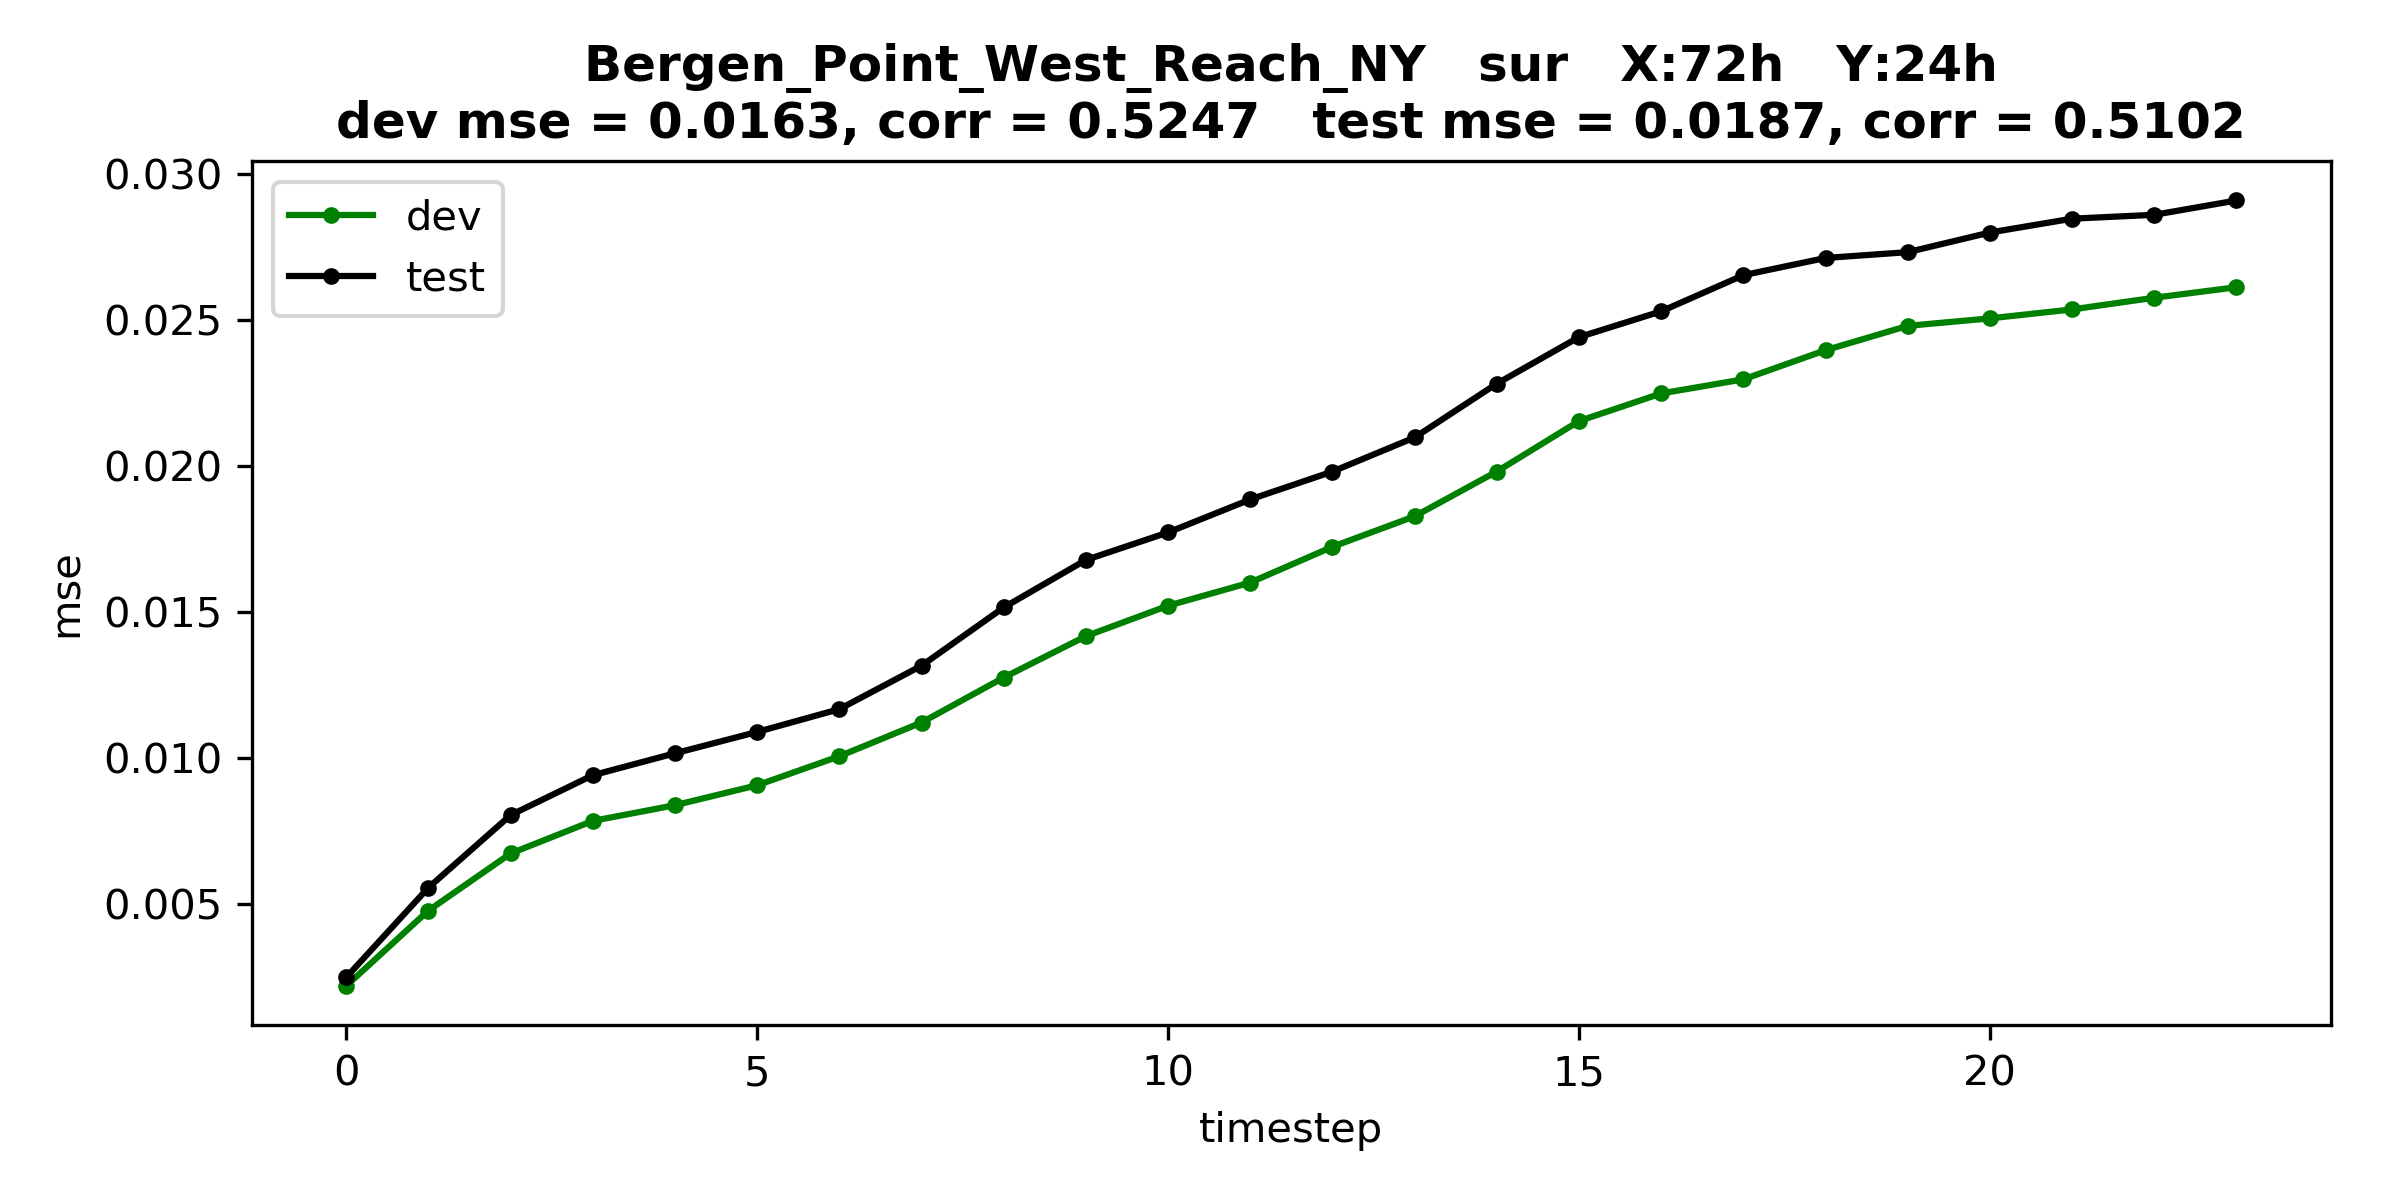 Bergen_Point_West_Reach_NY sur X:72h Y:24h
dev mse = 0.0163, corr = 0.5247 test mse = 0.0187, corr = 0.5102
0.030
0.025
0.020
0.015
0.010
0.005
mse
dev
test
0 5 10 15 20
timestep